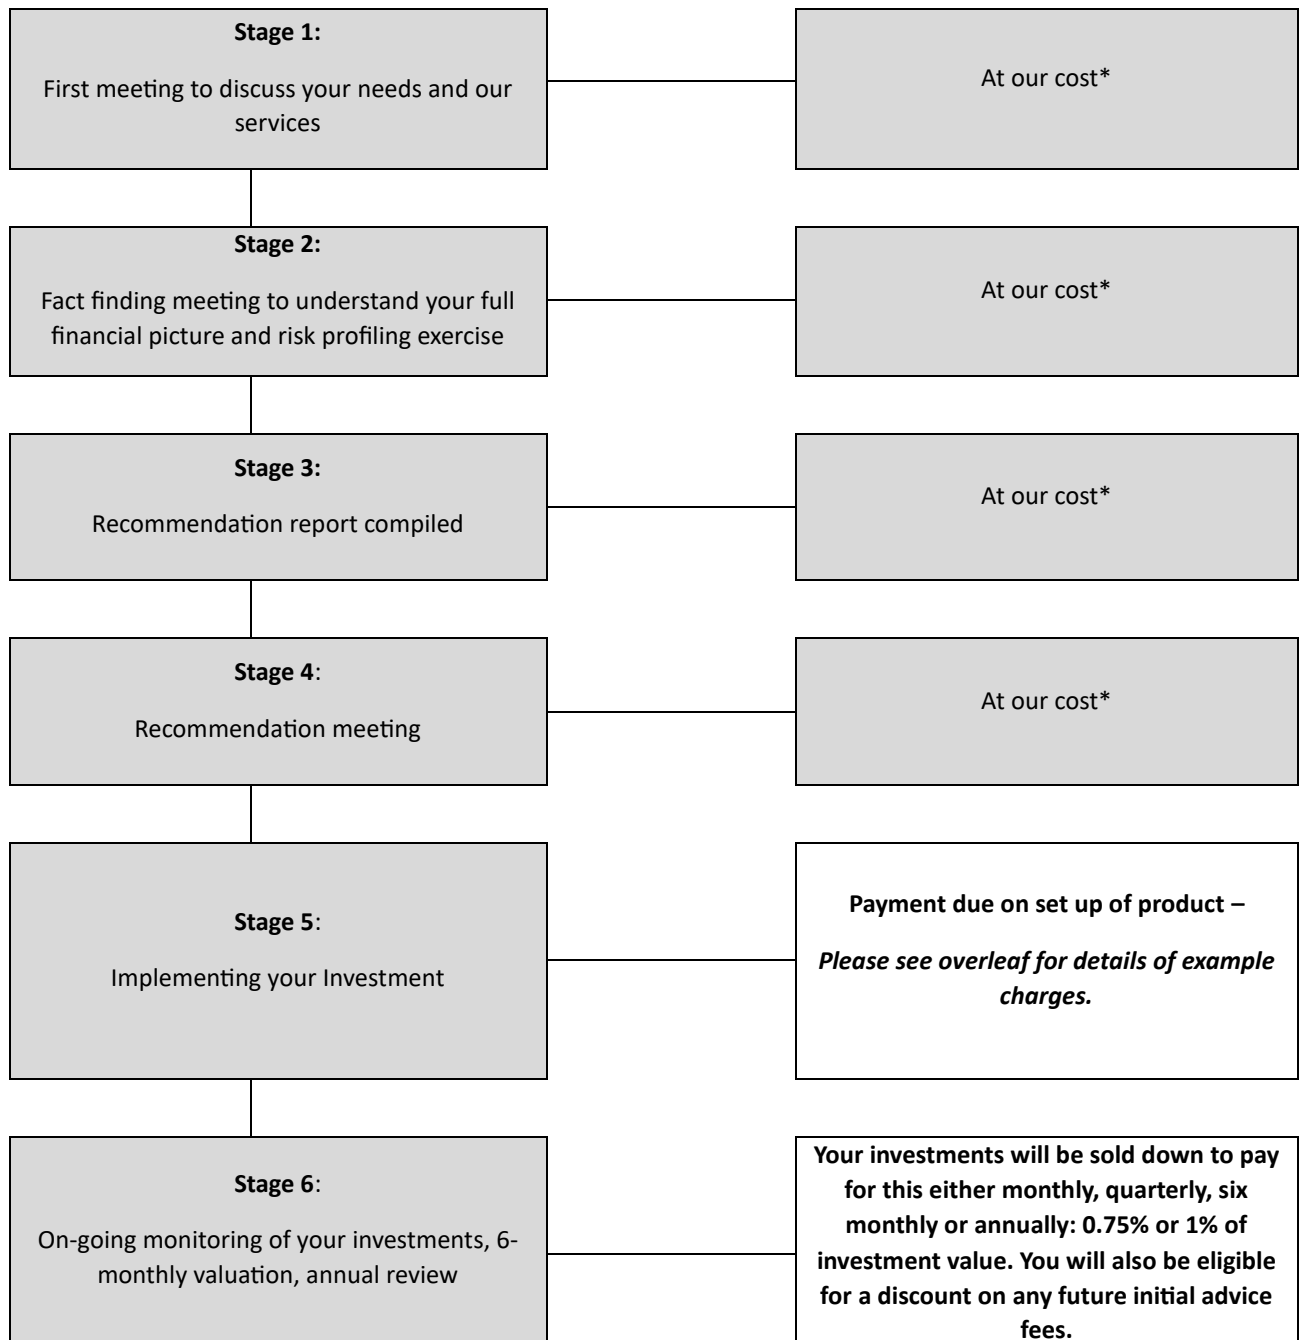 Stage 1:
First meeting to discuss your needs and our
services
At our cost*
Stage 2:
Fact finding meeting to understand your full
financial picture and risk profiling exercise
At our cost*
Stage 3:
Recommendation report compiled
At our cost*
Stage 4:
Recommendation meeting
At our cost*
Stage 5:
Implementing your Investment
Payment due on set up of product –
Please see overleaf for details of example
charges.
Stage 6:
On-going monitoring of your investments, 6-
monthly valuation, annual review
Your investments will be sold down to pay
for this either monthly, quarterly, six
monthly or annually: 0.75% or 1% of
investment value. You will also be eligible
for a discount on any future initial advice
fees.